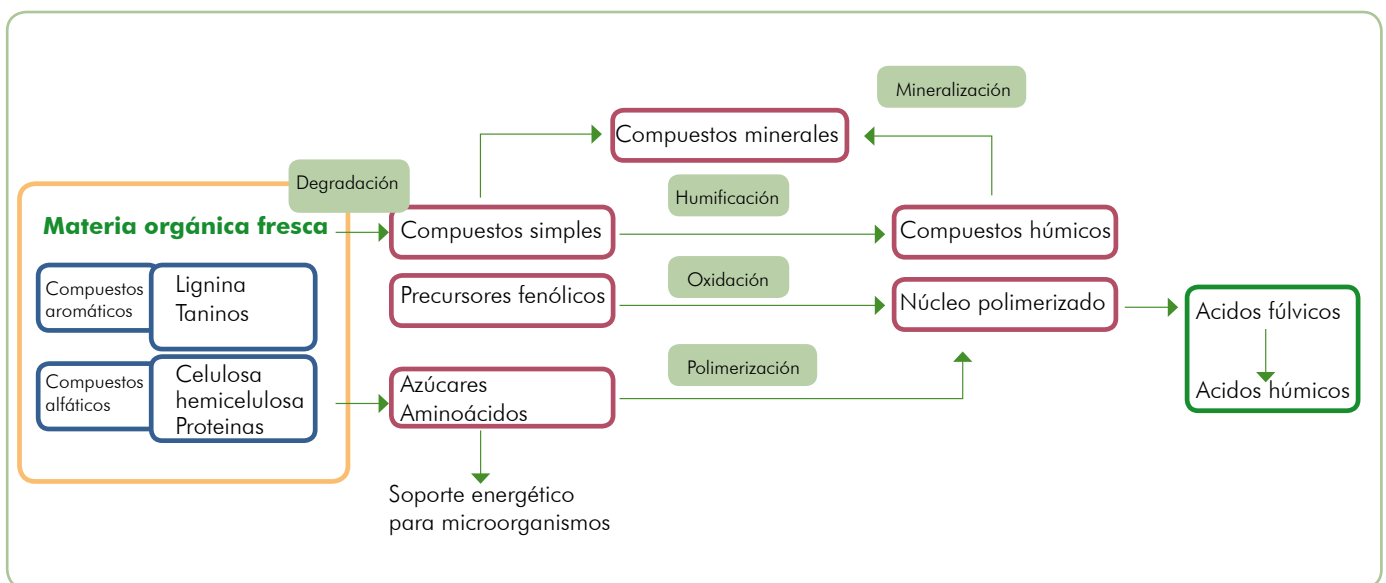 Mineralización
Compuestos minerales
Degradación
Humificación
Materia orgánica fresca
Compuestos simples
Compuestos húmicos
Compuestos
aromáticos
Lignina
Taninos
Precursores fenólicos
Oxidación
Núcleo polimerizado
Acidos fúlvicos
Acidos húmicos
Compuestos
alfáticos
Celulosa
hemicelulosa
Proteinas
Azúcares
Aminoácidos
Polimerización
Soporte energético
para microorganismos